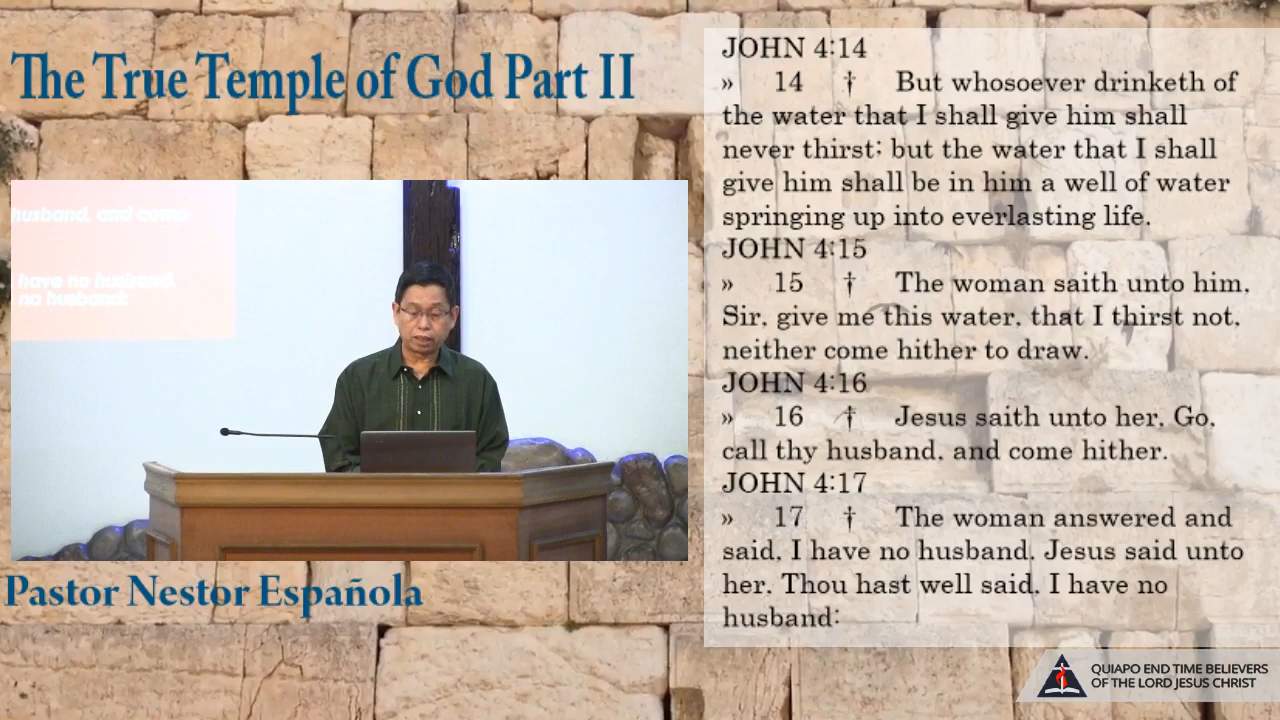 The True Temple of God Part II
husband, and come
have no husband.
no husband:
Pastor Nestor Española
JOHN 4:14
» 14 † But whosoever drinketh of
the water that I shall give him shall
never thirst; but the water that I shall
give him shall be in him a well of water
springing up into everlasting life.
JOHN 4:15
» 15 † The woman saith unto him,
Sir, give me this water, that I thirst not,
neither come hither to draw.
JOHN 4:16
» 16 † Jesus saith unto her, Go,
call thy husband, and come hither.
JOHN 4:17
» 17 † The woman answered and
said, I have no husband. Jesus said unto
her, Thou hast well said, I have no
husband:
QUIAPO END TIME BELIEVERS
OF THE LORD JESUS CHRIST